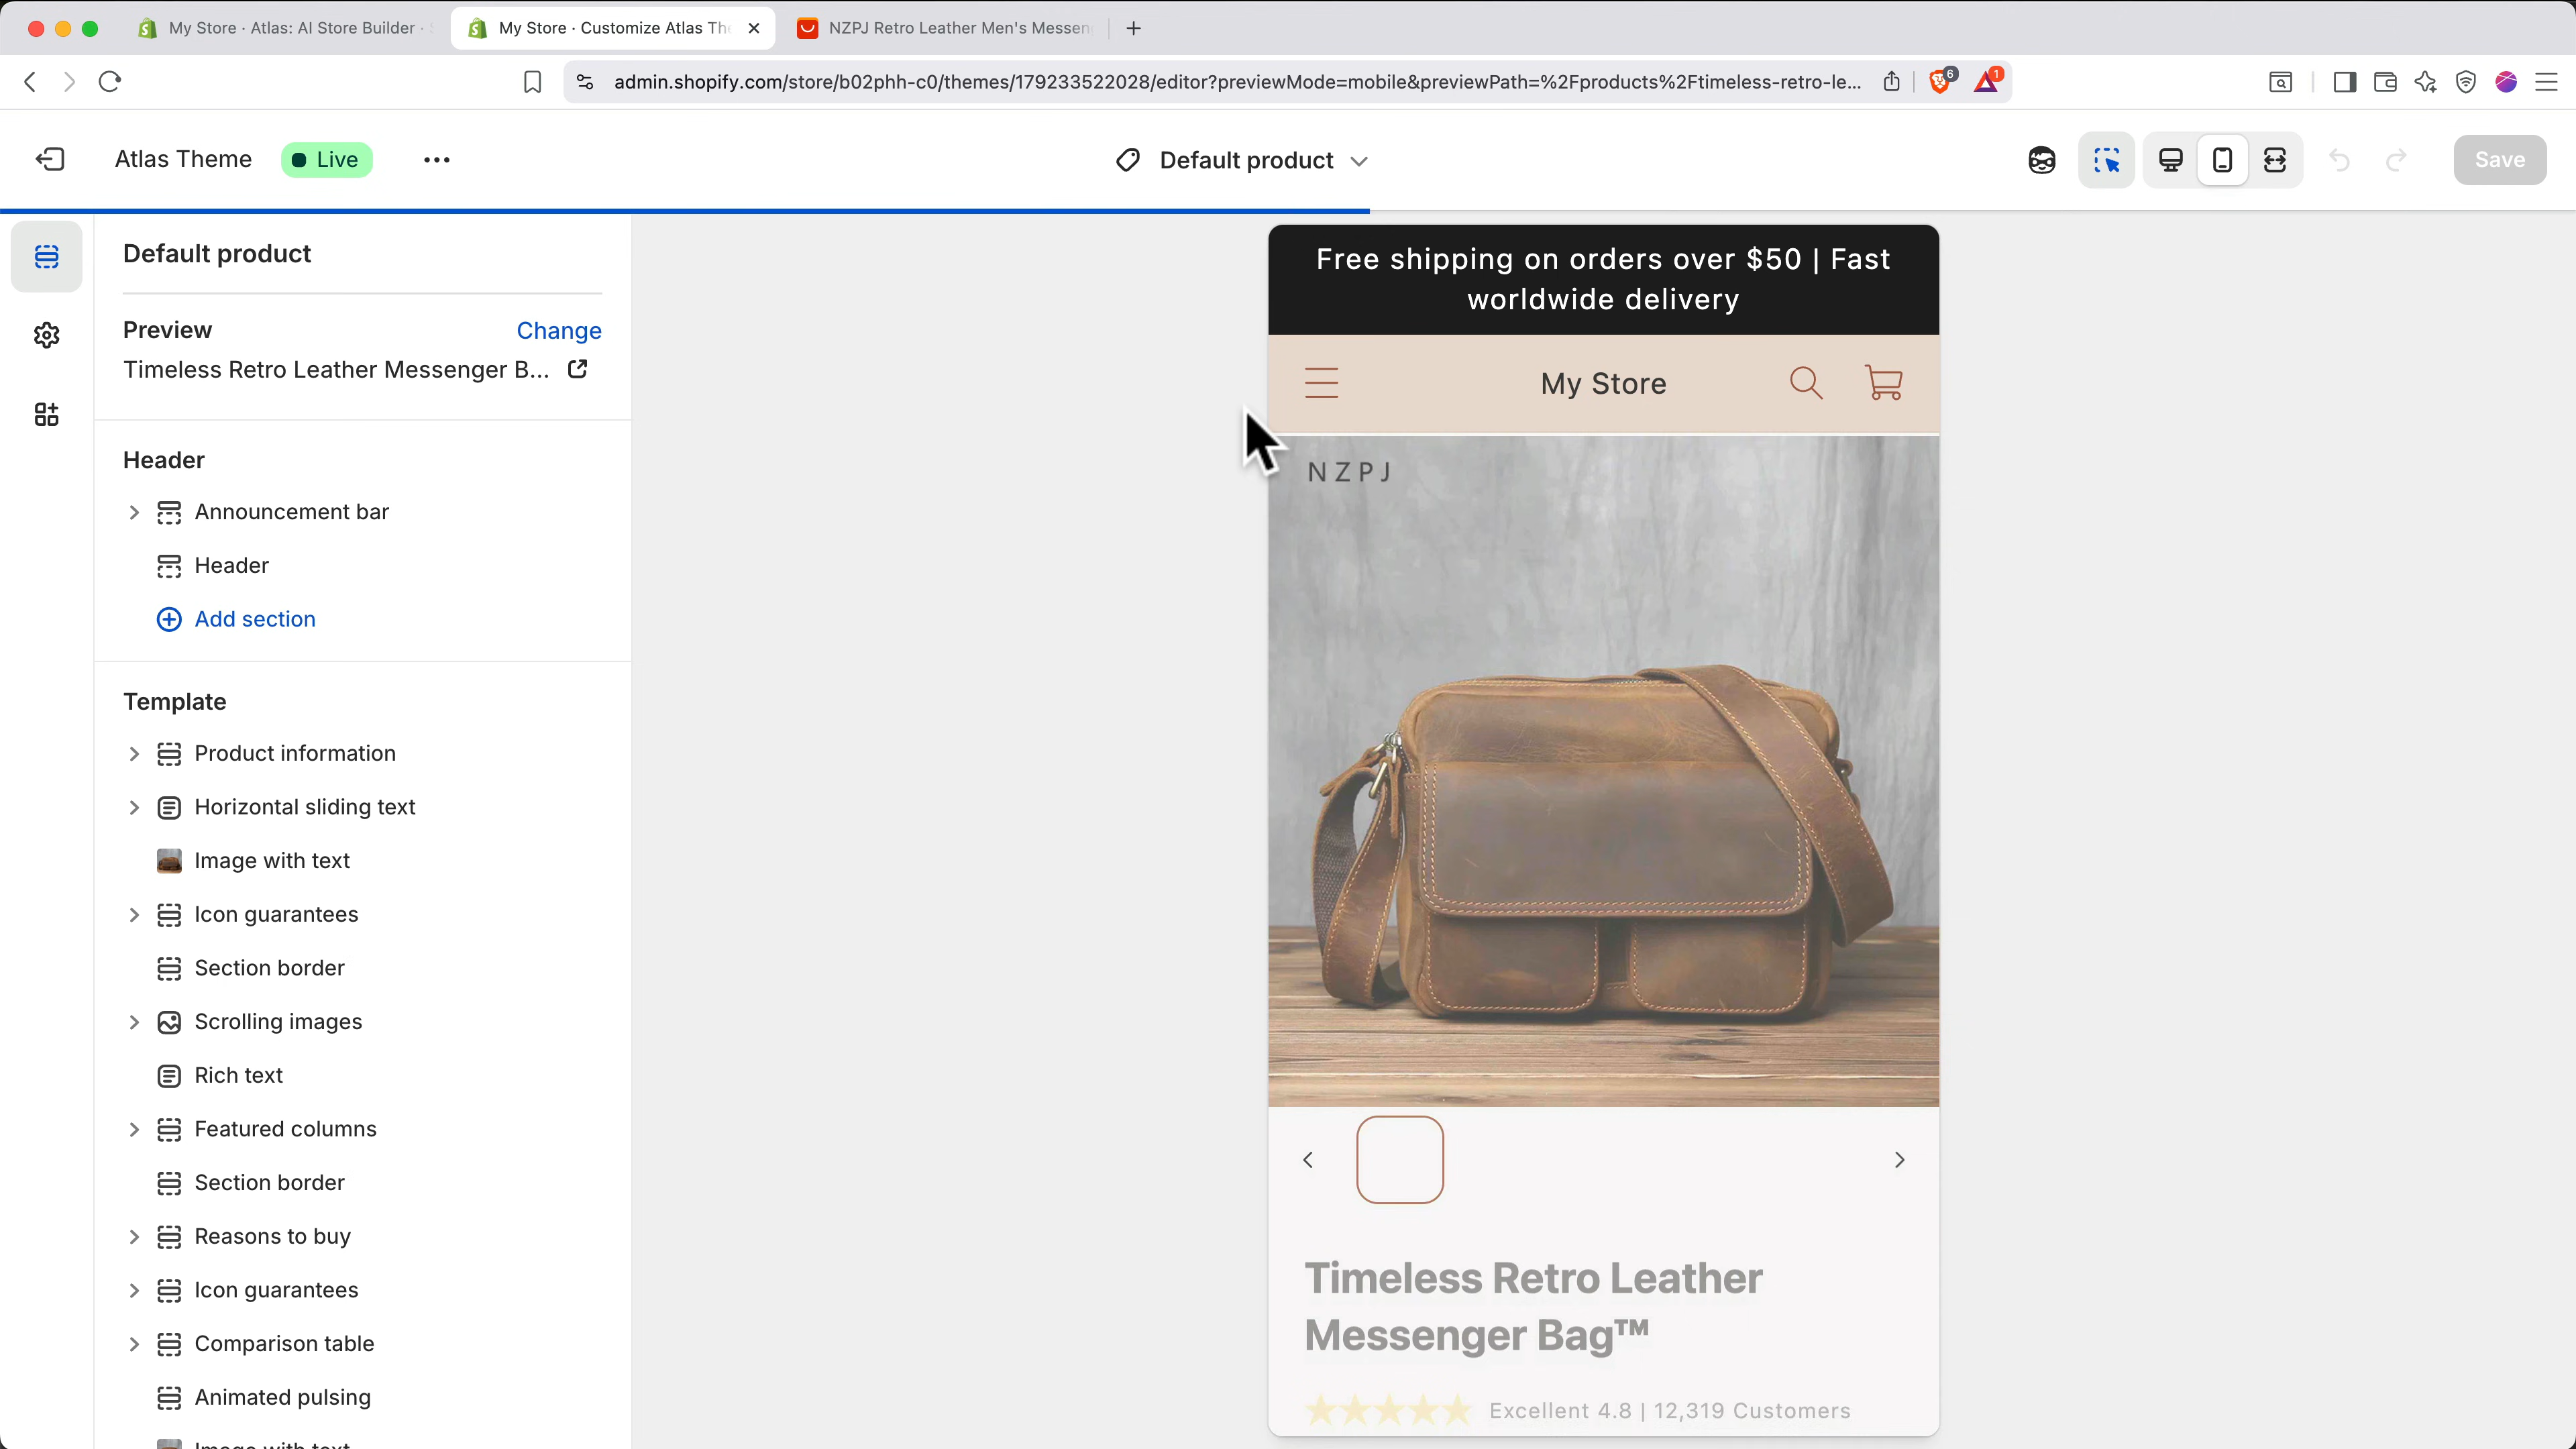 My Store · Atlas: AI Store Builder ·
My Store · Customize Atlas Th
NZPJ Retro Leather Men's Messen
admin.shopify.com/store/b02phh-c0/themes/179233522028/editor?previewMode=mobile&previewPath=%2Fproducts%2Ftimeless-retro-le...
6
1
Atlas Theme
Live
Default product
Save
Default product
Preview
Change
Timeless Retro Leather Messenger B...
Header
Announcement bar
Header
Add section
Template
Product information
Horizontal sliding text
Image with text
Icon guarantees
Section border
Scrolling images
Rich text
Featured columns
Section border
Reasons to buy
Icon guarantees
Comparison table
Animated pulsing
Image with text
Free shipping on orders over $50 | Fast
worldwide delivery
My Store
NZPJ
Timeless Retro Leather
Messenger Bag™
Excellent 4.8 | 12,319 Customers